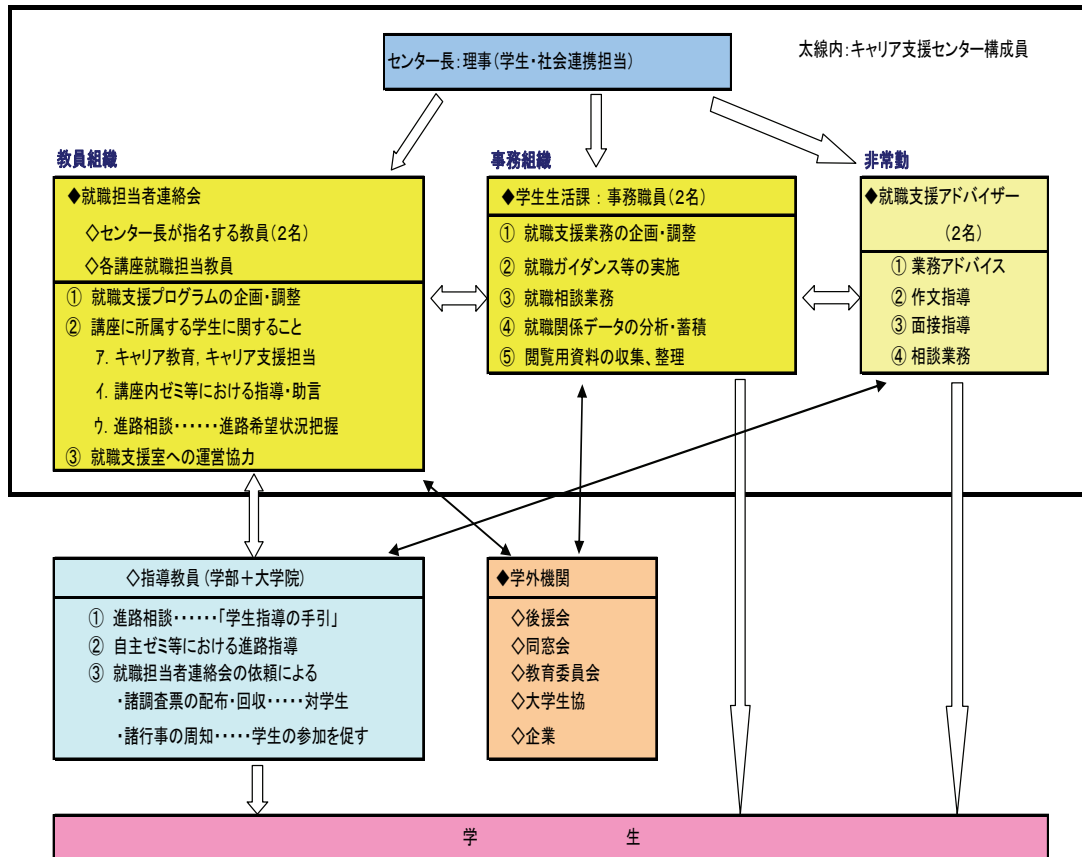 センター長：理事（学生・社会連携担当）
太線内：キャリア支援センター構成員
教員組織
◆就職担当者連絡会
◇センター長が指名する教員（2名）
◇各講座就職担当教員
① 就職支援プログラムの企画・調整
② 講座に所属する学生に関すること
ア．キャリア教育，キャリア支援担当
イ．講座内ゼミ等における指導・助言
ウ．進路相談‥‥‥進路希望状況把握
③ 就職支援室への運営協力
事務組織
◆学生生活課：事務職員（2名）
① 就職支援業務の企画・調整
② 就職ガイダンス等の実施
③ 就職相談業務
④ 就職関係データの分析・蓄積
⑤ 閲覧用資料の収集、整理
非常勤
◆就職支援アドバイザー
（2名）
① 業務アドバイス
② 作文指導
③ 面接指導
④ 相談業務
◇指導教員（学部＋大学院）
① 進路相談‥‥‥「学生指導の手引」
② 自主ゼミ等における進路指導
③ 就職担当者連絡会の依頼による
・諸調査票の配布・回収‥‥・対学生
・諸行事の周知‥‥・学生の参加を促す
◆学外機関
◇後援会
◇同窓会
◇教育委員会
◇大学生協
◇企業
学 生